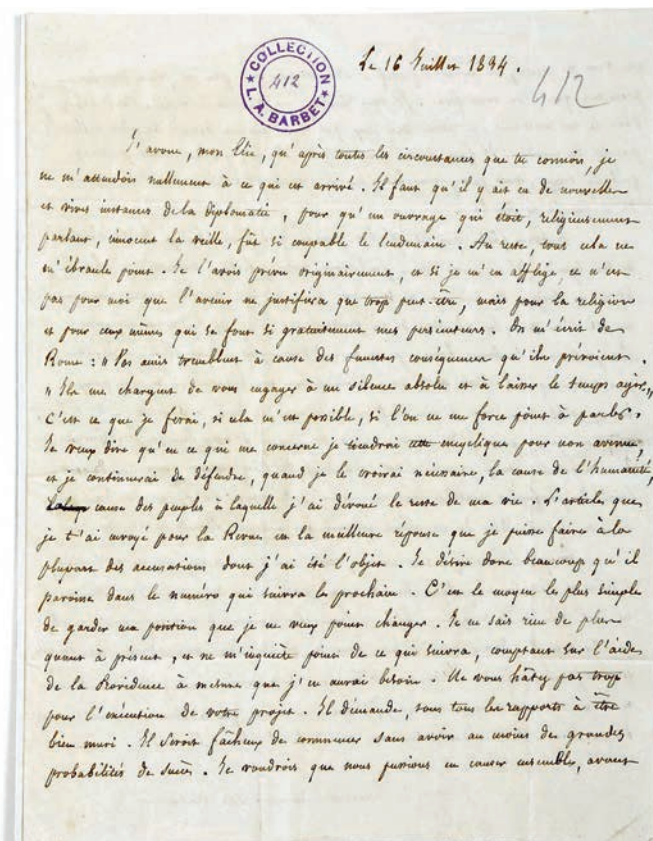 COLLECTION
L. A. BARBET
412
Le 16 Juillet 1834.
412
J'avoue, mon Elie, qu'après toutes les circonstances que tu connois, je
ne m'attendois nullement à ce qui est arrivé. Il faut qu'il y ait eu de nouvelles
et vives instances de la diplomatie, pour qu'un ouvrage qui étoit, religieusement
parlant, innocent la veille, fût si coupable le lendemain. Au reste, tout cela ne
m'ébranle point. Je l'avois prévu originairement, et si je m'en afflige, ce n'est
pas pour moi que l'avenir ne justifiera que trop peut-être, mais pour la religion
et pour ceux mêmes qui se font si gratuitement mes persécuteurs. On m'écrit de
Rome : " Vos amis tremblent à cause des funestes conséquences qu'ils prévoient.
" Ils me chargent de vous engager à un silence absolu et à laisser le temps agir,,
C'est ce que je ferai, si cela m'est possible, si l'on ne me force point à parler.
Je veux dire qu'en ce qui me concerne je tiendrai cette encyclique pour non avenue,
et je continuerai de défendre, quand je le croirai nécessaire, la cause de l'humanité,
cause des peuples à laquelle j'ai dévoué le reste de ma vie. L'article que
je t'ai envoyé pour la Revue est la meilleure réponse que je puisse faire à la
plupart des accusations dont j'ai été l'objet. Je désire donc beaucoup qu'il
paroisse dans le numéro qui suivra le prochain. C'est le moyen le plus simple
de garder ma position que je ne veux point changer. Je ne sais rien de plus
quant à présent, et ne m'inquiète point de ce qui suivra, comptant sur l'aide
de la Providence à mesure que j'en aurai besoin. Ne vous hâtez pas trop
pour l'exécution de votre projet. Il demande, sous tous les rapports à être
bien muri. Il seroit fâcheux de commencer sans avoir au moins de grandes
probabilités de succès. Je voudrois que nous pussions en causer ensemble, avant